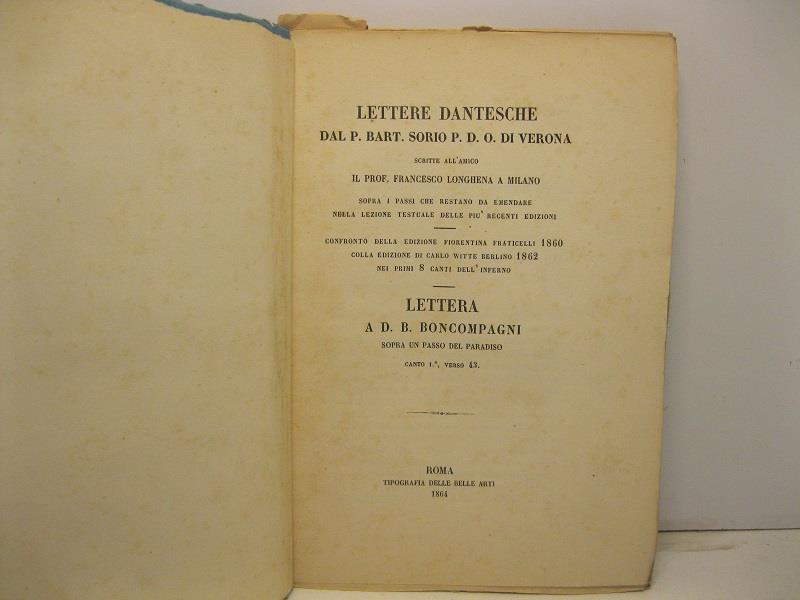 LETTERE DANTESCHE
DAL P. BART. SORIO P. D. O. DI VERONA
SCRITTE ALL'AMICO
IL PROF. FRANCESCO LONGHENA A MILANO
SOPRA I PASSI CHE RESTANO DA EMENDARE
NELLA LEZIONE TESTUALE DELLE PIU' RECENTI EDIZIONI
CONFRONTO DELLA EDIZIONE FIORENTINA FRATICELLI 1860
COLLA EDIZIONE DI CARLO WITTE BERLINO 1862
NEI PRIMI 8 CANTI DELL'INFERNO
LETTERA
A D. B. BONCOMPAGNI
SOPRA UN PASSO DEL PARADISO
CANTO I.°, VERSO 43.
ROMA
TIPOGRAFIA DELLE BELLE ARTI
1864